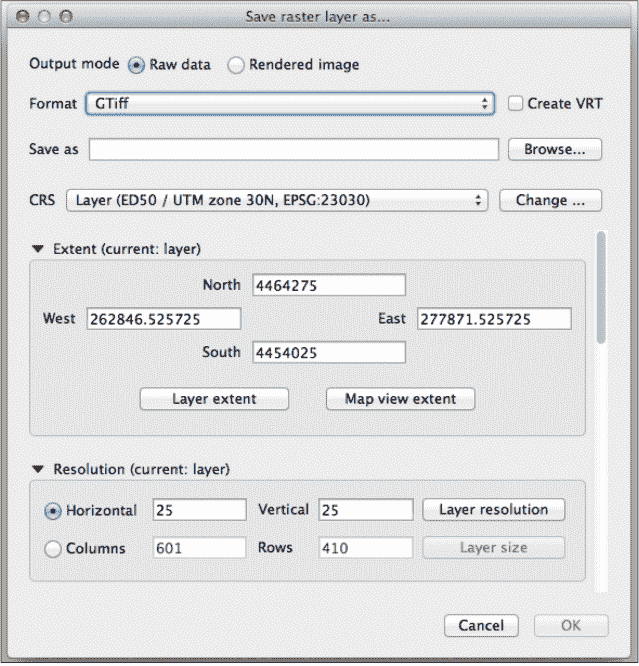 Save raster layer as...
Output mode Raw data Rendered image
Format GTiff Create VRT
Save as Browse...
CRS Layer (ED50 / UTM zone 30N, EPSG:23030) Change ...
Extent (current: layer)
North 4464275
West 262846.525725 East 277871.525725
South 4454025
Layer extent Map view extent
Resolution (current: layer)
Horizontal 25 Vertical 25 Layer resolution
Columns 601 Rows 410 Layer size
Cancel OK